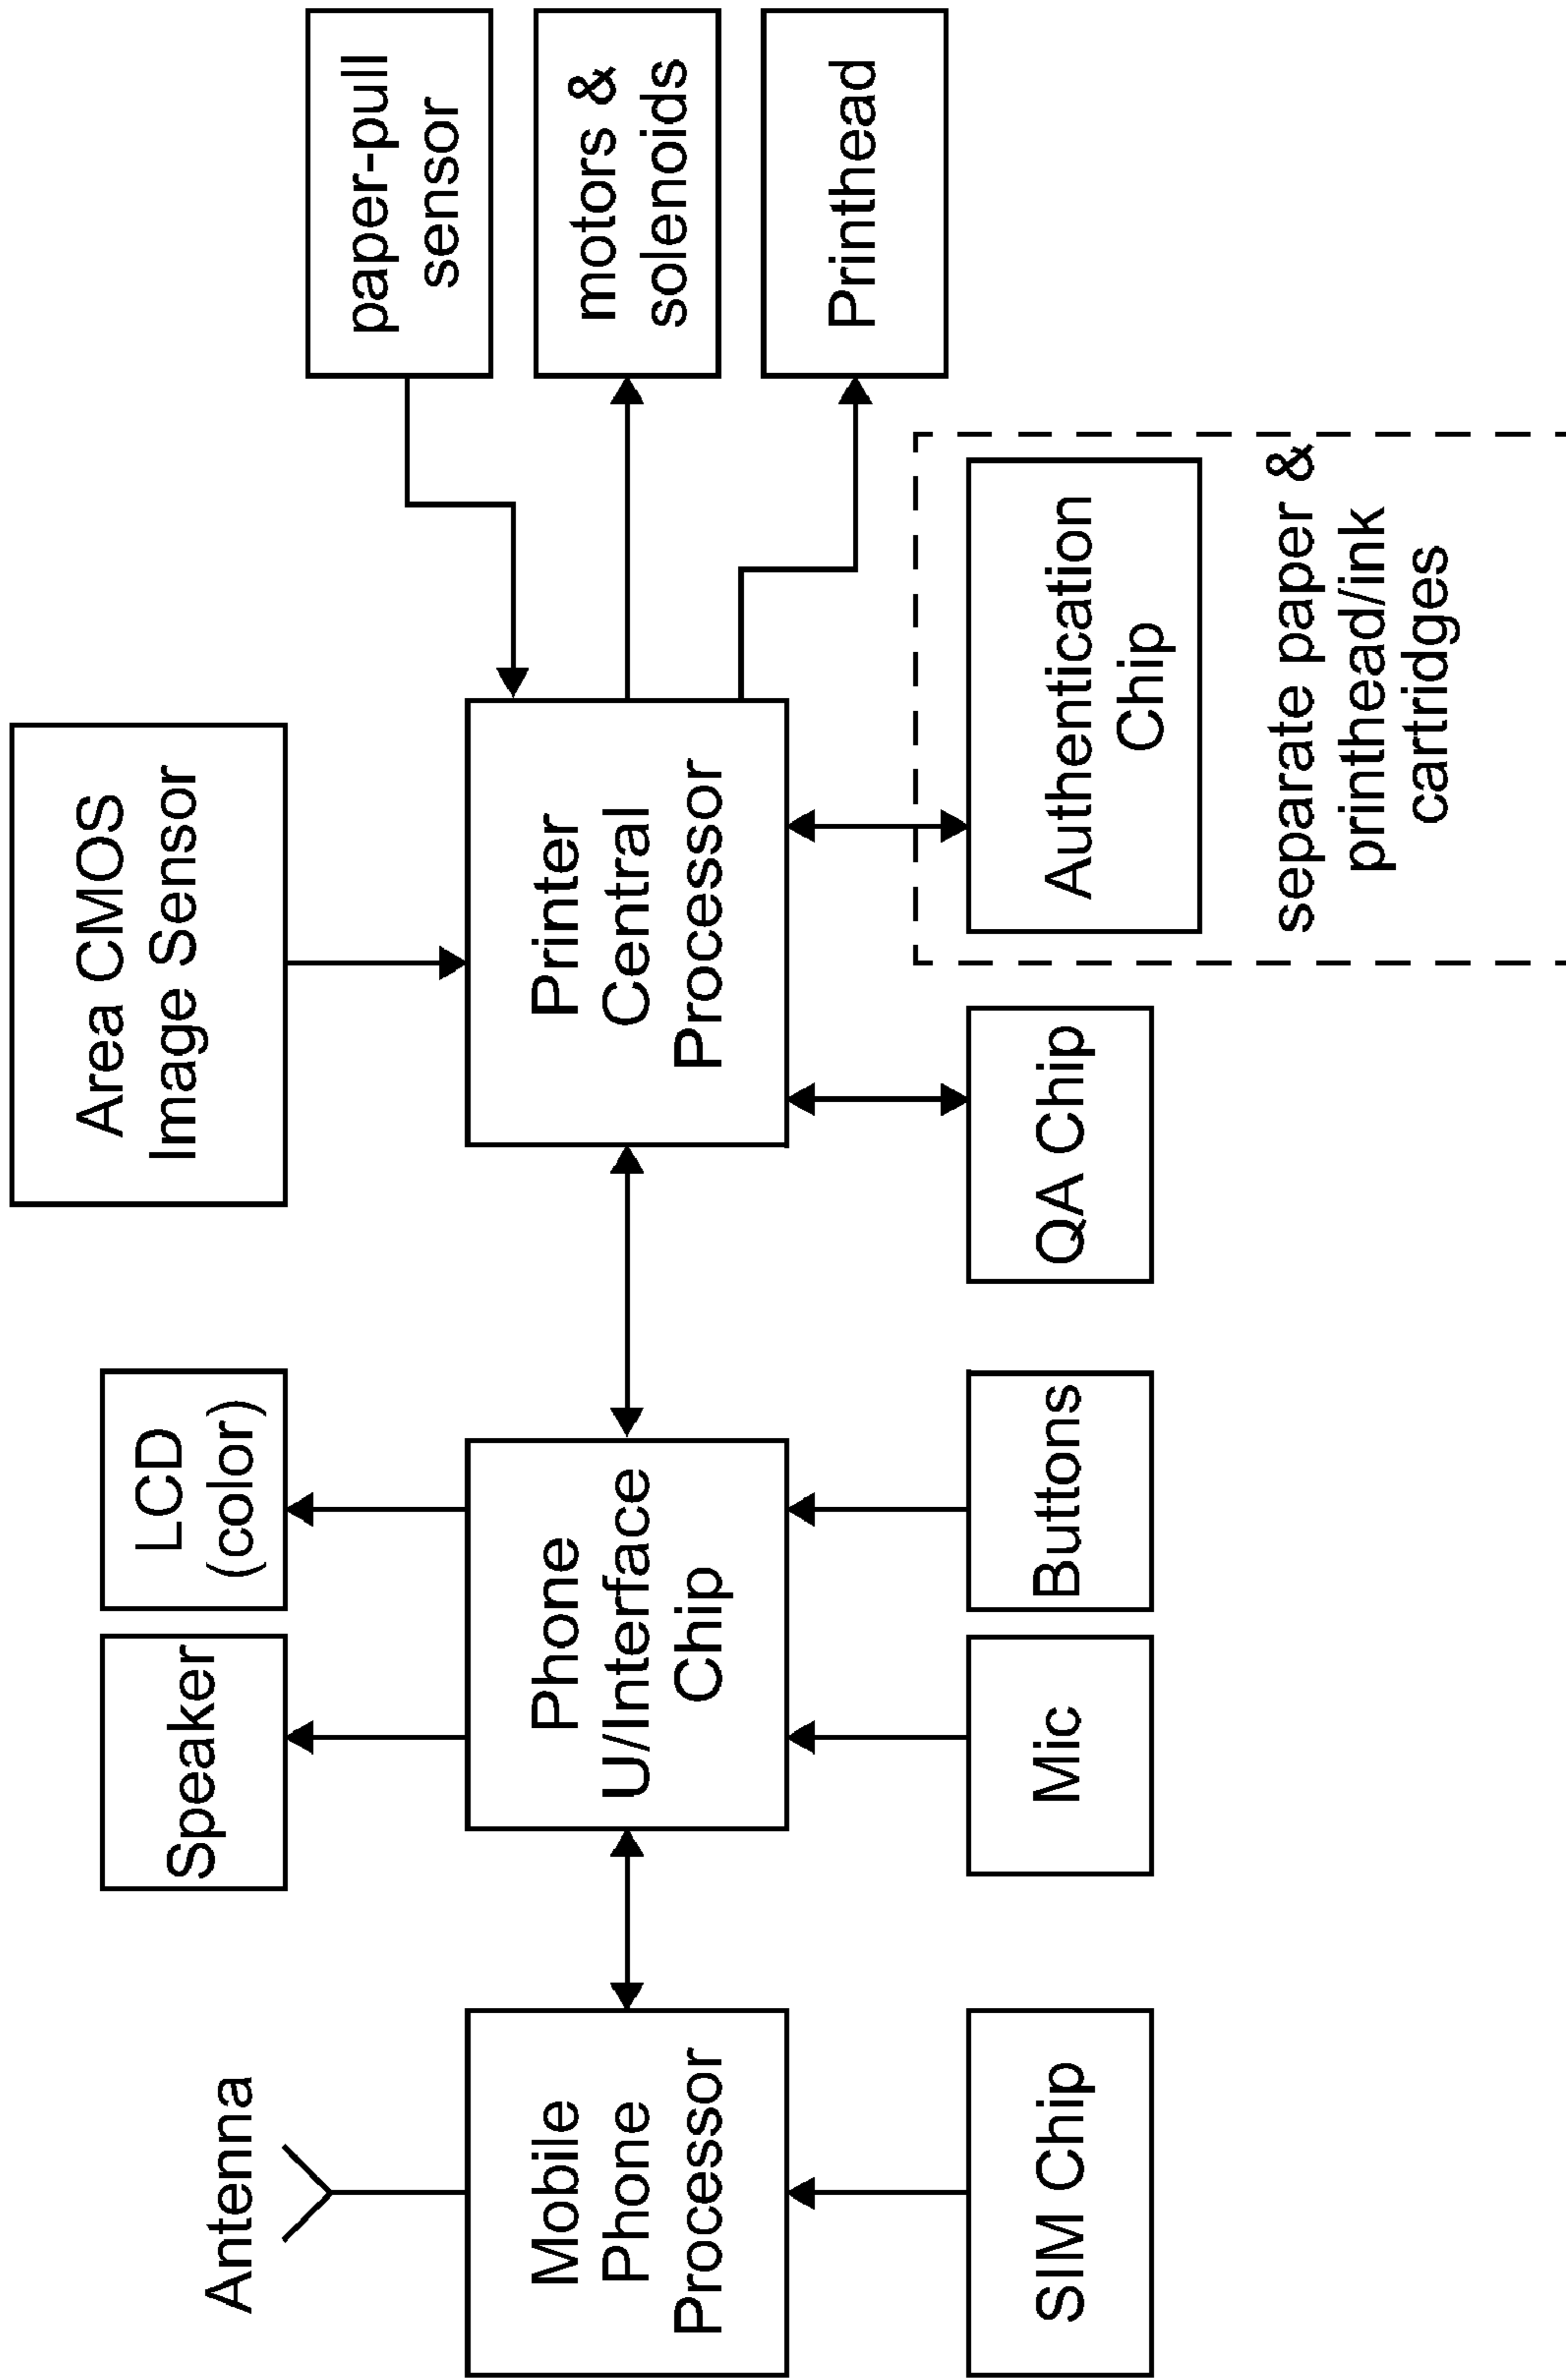 Antenna
Mobile
Phone
Processor
SIM Chip
Speaker
LCD
(color)
Phone
U/Interface
Chip
Mic
Buttons
Area CMOS
Image Sensor
Printer
Central
Processor
QA Chip
Authentication
Chip
separate paper &
printhead/ink
cartridges
paper-pull
sensor
motors &
solenoids
Printhead